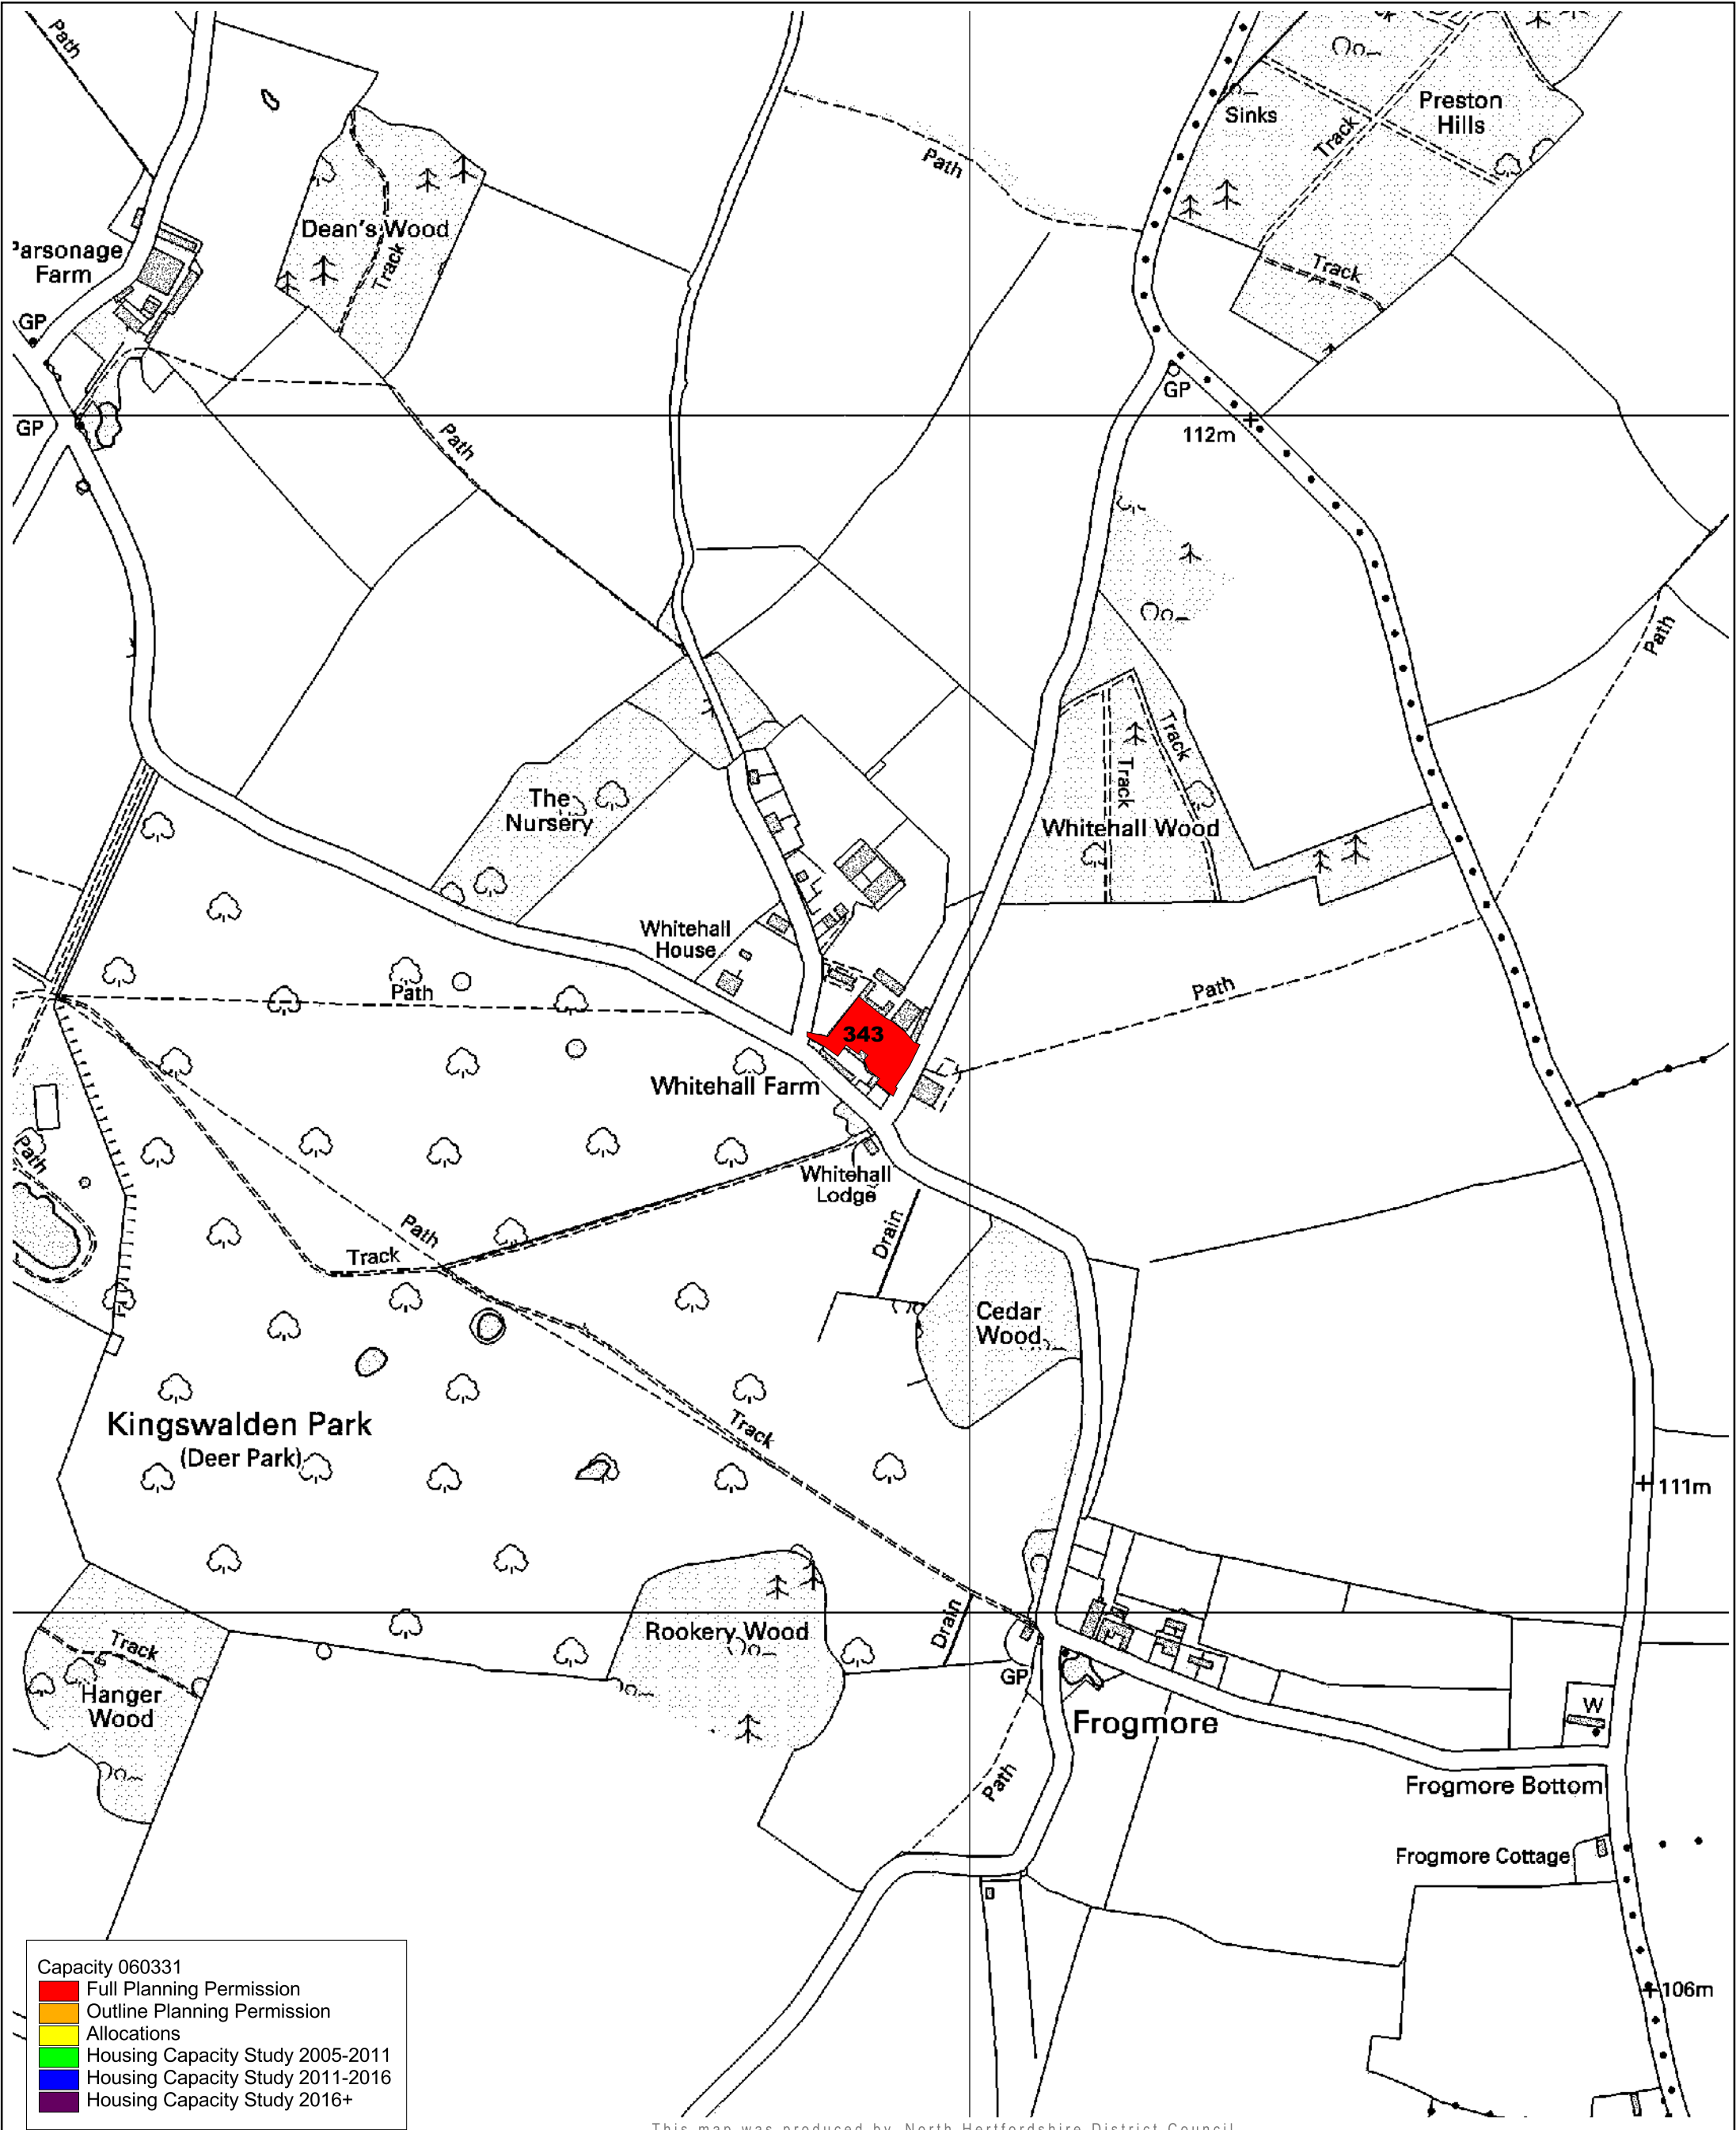 Path
Sinks
Preston
Hills
Track
Path
Dean's Wood
Track
Parsonage
Farm
Track
GP
GP
GP
112m
Path
Path
Track
Track
The
Nursery
Whitehall Wood
Whitehall
House
Path
Path
343
Whitehall Farm
Path
Whitehall
Lodge
Drain
Path
Track
Cedar
Wood
Kingswalden Park
(Deer Park)
Track
111m
Rookery Wood
Drain
Track
Hanger
Wood
GP
Frogmore
W
Path
Frogmore Bottom
Frogmore Cottage
106m
Capacity 060331
Full Planning Permission
Outline Planning Permission
Allocations
Housing Capacity Study 2005-2011
Housing Capacity Study 2011-2016
Housing Capacity Study 2016+
This map was produced by North Hertfordshire District Council